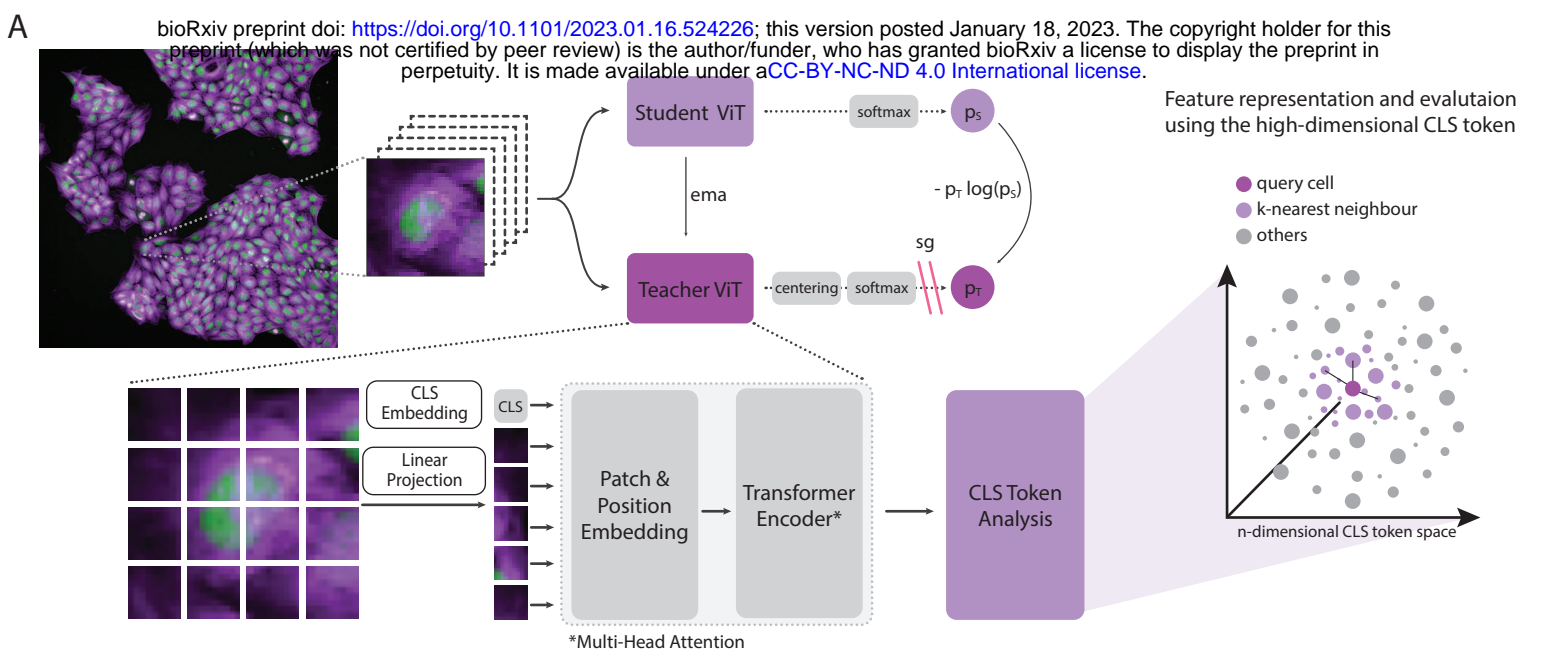 A
bioRxiv preprint doi: https://doi.org/10.1101/2023.01.16.524226; this version posted January 18, 2023. The copyright holder for this
preprint (which was not certified by peer review) is the author/funder, who has granted bioRxiv a license to display the preprint in
perpetuity. It is made available under aCC-BY-NC-ND 4.0 International license.
Student ViT
softmax
pS
ema
- pT log(pS)
sg
Teacher ViT
centering
softmax
pT
Feature representation and evalutaion
using the high-dimensional CLS token
query cell
k-nearest neighbour
others
n-dimensional CLS token space
CLS
Embedding
Linear
Projection
CLS
Patch &
Position
Embedding
Transformer
Encoder*
CLS Token
Analysis
*Multi-Head Attention